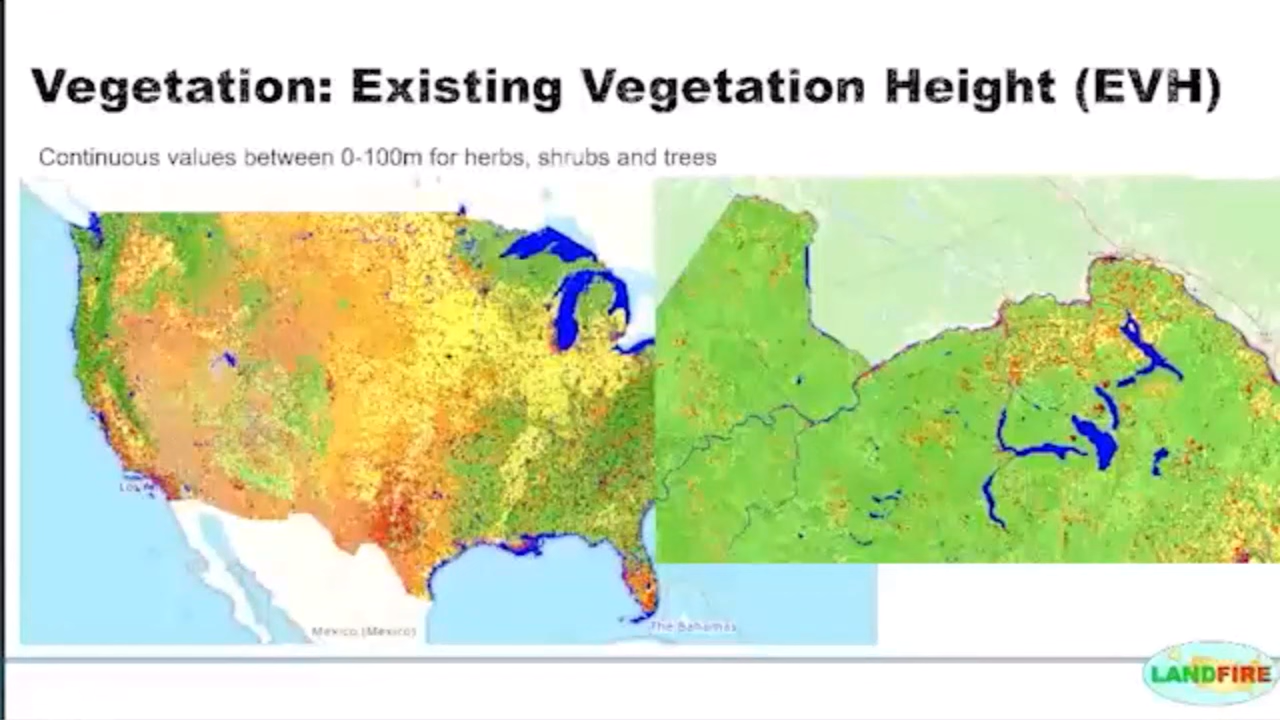 Vegetation: Existing Vegetation Height (EVH)
Continuous values between 0-100m for herbs, shrubs and trees
Mexico (Mexico)
The Bahamas
LANDFIRE